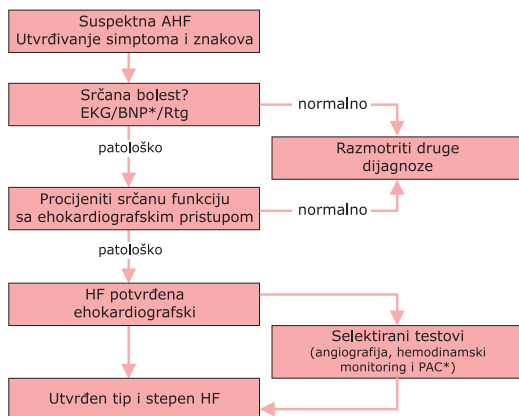 Suspektna AHF
Utvrđivanje simptoma i znakova
Srčana bolest?
EKG/BNP*/Rtg
normalno
patološko
Razmotriti druge
dijagnoze
Procijeniti srčanu funkciju
sa ehokardiografskim pristupom
normalno
patološko
HF potvrđena
ehokardiografski
Selektirani testovi
(angiografija, hemodinamski
monitoring i PAC*)
Utvrđen tip i stepen HF